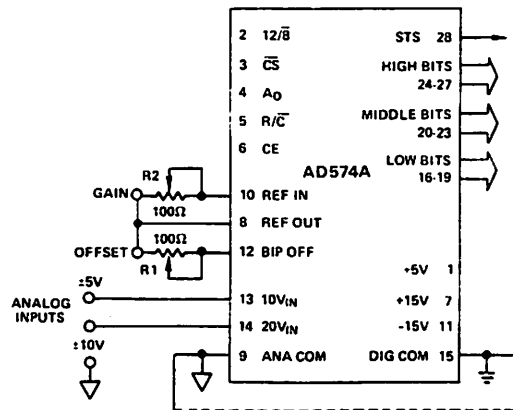 2 12/8̅
STS 28
3 C̅S̅
HIGH BITS
24-27
4 A₀
MIDDLE BITS
20-23
5 R/C̅
6 CE
LOW BITS
16-19
AD574A
R2
GAIN
100Ω
10 REF IN
8 REF OUT
100Ω
OFFSET
12 BIP OFF
R1
+5V 1
±5V
13 10VIN
+15V 7
ANALOG
INPUTS
14 20VIN
-15V 11
±10V
9 ANA COM
DIG COM 15